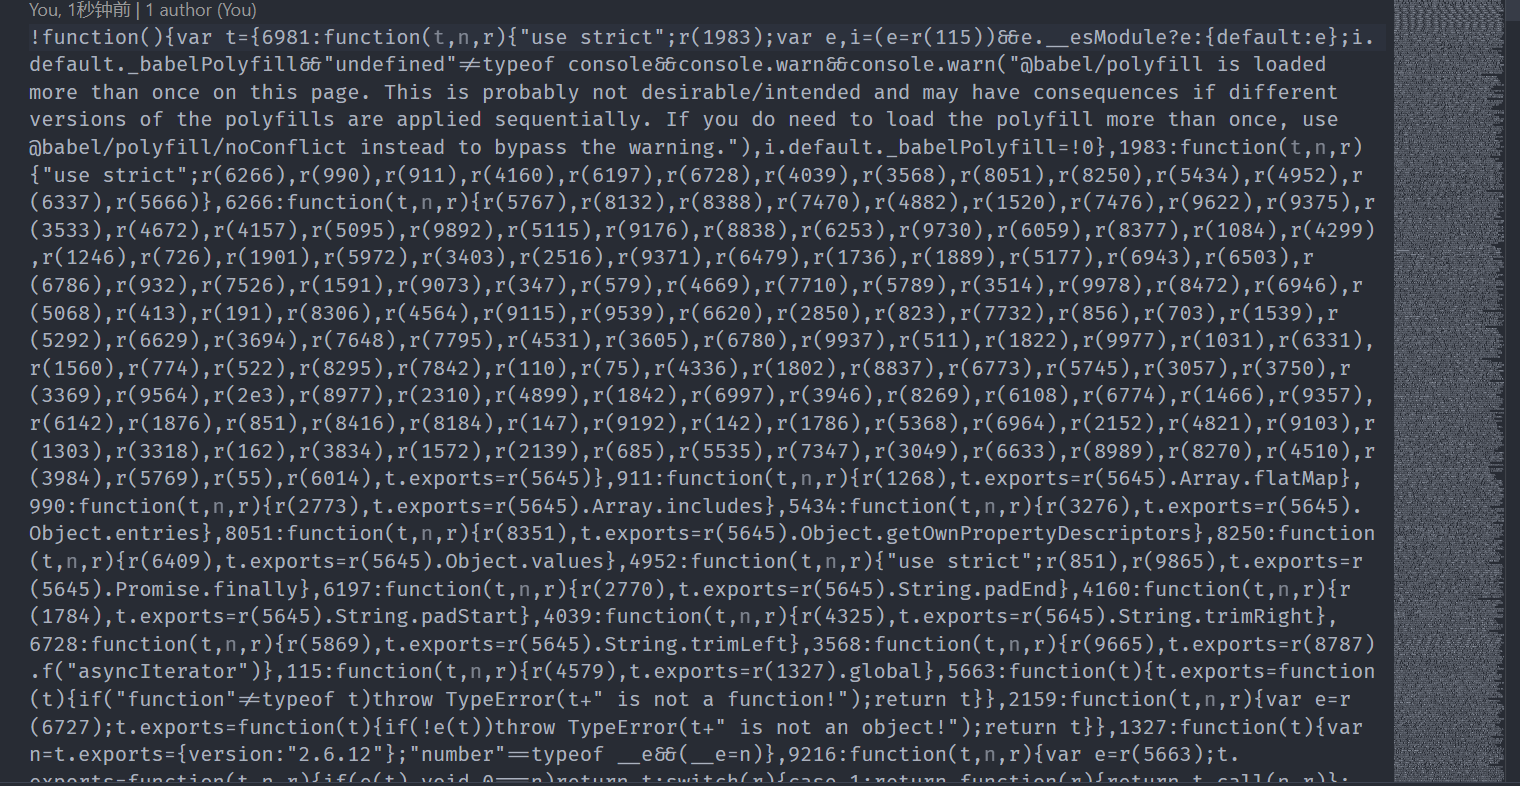 You, 1秒钟前 | 1 author (You)
!function(){var t={6981:function(t,n,r){"use strict";r(1983);var e,i=(e=r(115))&&e.__esModule?e:{default:e};i.
default._babelPolyfill&&"undefined"!=typeof console&&console.warn&&console.warn("@babel/polyfill is loaded
more than once on this page. This is probably not desirable/intended and may have consequences if different
versions of the polyfills are applied sequentially. If you do need to load the polyfill more than once, use
@babel/polyfill/noConflict instead to bypass the warning."),i.default._babelPolyfill=!0},1983:function(t,n,r)
{"use strict";r(6266),r(990),r(911),r(4160),r(6197),r(6728),r(4039),r(3568),r(8051),r(8250),r(5434),r(4952),r
(6337),r(5666)},6266:function(t,n,r){r(5767),r(8132),r(8388),r(7470),r(4882),r(1520),r(7476),r(9622),r(9375),r
(3533),r(4672),r(4157),r(5095),r(9892),r(5115),r(9176),r(8838),r(6253),r(9730),r(6059),r(8377),r(1084),r(4299)
,r(1246),r(726),r(1901),r(5972),r(3403),r(2516),r(9371),r(6479),r(1736),r(1889),r(5177),r(6943),r(6503),r
(6786),r(932),r(7526),r(1591),r(9073),r(347),r(579),r(4669),r(7710),r(5789),r(3514),r(9978),r(8472),r(6946),r
(5068),r(413),r(191),r(8306),r(4564),r(9115),r(9539),r(6620),r(2850),r(823),r(7732),r(856),r(703),r(1539),r
(5292),r(6629),r(3694),r(7648),r(7795),r(4531),r(3605),r(6780),r(9937),r(511),r(1822),r(9977),r(1031),r(6331),
r(1560),r(774),r(522),r(8295),r(7842),r(110),r(75),r(4336),r(1802),r(8837),r(6773),r(5745),r(3057),r(3750),r
(3369),r(9564),r(2e3),r(8977),r(2310),r(4899),r(1842),r(6997),r(3946),r(8269),r(6108),r(6774),r(1466),r(9357),
r(6142),r(1876),r(851),r(8416),r(8184),r(147),r(9192),r(142),r(1786),r(5368),r(6964),r(2152),r(4821),r(9103),r
(1303),r(3318),r(162),r(3834),r(1572),r(2139),r(685),r(5535),r(7347),r(3049),r(6633),r(8989),r(8270),r(4510),r
(3984),r(5769),r(55),r(6014),t.exports=r(5645)},911:function(t,n,r){r(1268),t.exports=r(5645).Array.flatMap},
990:function(t,n,r){r(2773),t.exports=r(5645).Array.includes},5434:function(t,n,r){r(3276),t.exports=r(5645).
Object.entries},8051:function(t,n,r){r(8351),t.exports=r(5645).Object.getOwnPropertyDescriptors},8250:function
(t,n,r){r(6409),t.exports=r(5645).Object.values},4952:function(t,n,r){"use strict";r(851),r(9865),t.exports=r
(5645).Promise.finally},6197:function(t,n,r){r(2770),t.exports=r(5645).String.padEnd},4160:function(t,n,r){r
(1784),t.exports=r(5645).String.padStart},4039:function(t,n,r){r(4325),t.exports=r(5645).String.trimRight},
6728:function(t,n,r){r(5869),t.exports=r(5645).String.trimLeft},3568:function(t,n,r){r(9665),t.exports=r(8787)
.f("asyncIterator")},115:function(t,n,r){r(4579),t.exports=r(1327).global},5663:function(t){t.exports=function
(t){if("function"!=typeof t)throw TypeError(t+" is not a function!");return t}},2159:function(t,n,r){var e=r
(6727);t.exports=function(t){if(!e(t))throw TypeError(t+" is not an object!");return t}},1327:function(t){var
n=t.exports={version:"2.6.12"};"number"==typeof __e&&(__e=n)},9216:function(t,n,r){var e=r(5663);t.
exports=function(t,n,r){if(e(t),void 0===n)return t;switch(r){case 1:return function(r){return t.call(n,r)};